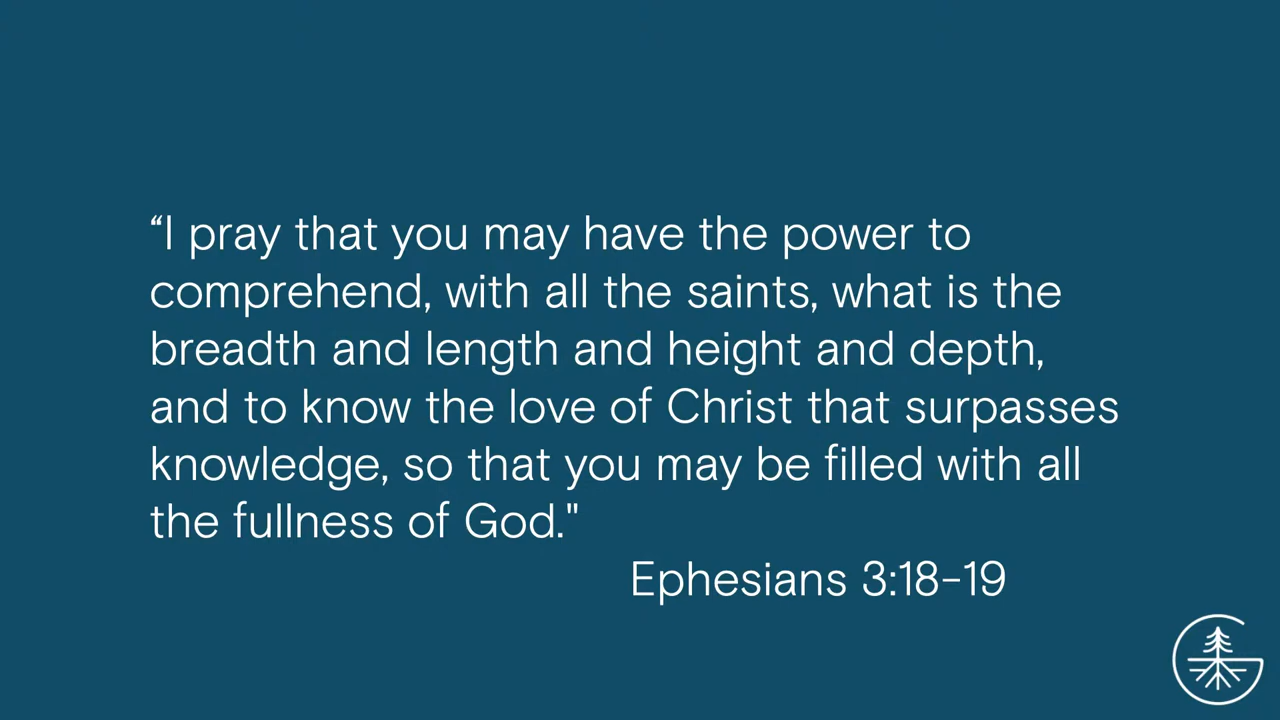 “I pray that you may have the power to
comprehend, with all the saints, what is the
breadth and length and height and depth,
and to know the love of Christ that surpasses
knowledge, so that you may be filled with all
the fullness of God."
Ephesians 3:18-19